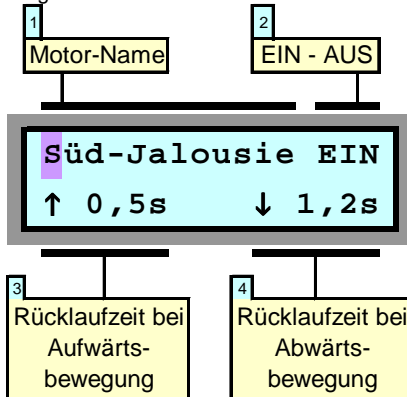 1
Motor-Name
2
EIN - AUS
Süd-Jalousie EIN
↑ 0,5s ↓ 1,2s
3
Rücklaufzeit bei
Aufwärts-
bewegung
4
Rücklaufzeit bei
Abwärts-
bewegung